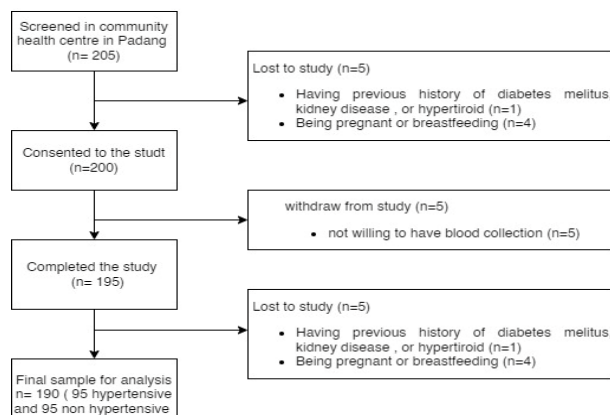 Screened in community
health centre in Padang
(n= 205)
Lost to study (n=5)
• Having previous history of diabetes melitus,
kidney disease , or hypertiroid (n=1)
• Being pregnant or breastfeeding (n=4)
Consented to the studt
(n=200)
withdraw from study (n=5)
• not willing to have blood collection (n=5)
Completed the study
(n= 195)
Lost to study (n=5)
• Having previous history of diabetes melitus,
kidney disease , or hypertiroid (n=1)
• Being pregnant or breastfeeding (n=4)
Final sample for analysis
n= 190 ( 95 hypertensive
and 95 non hypertensive